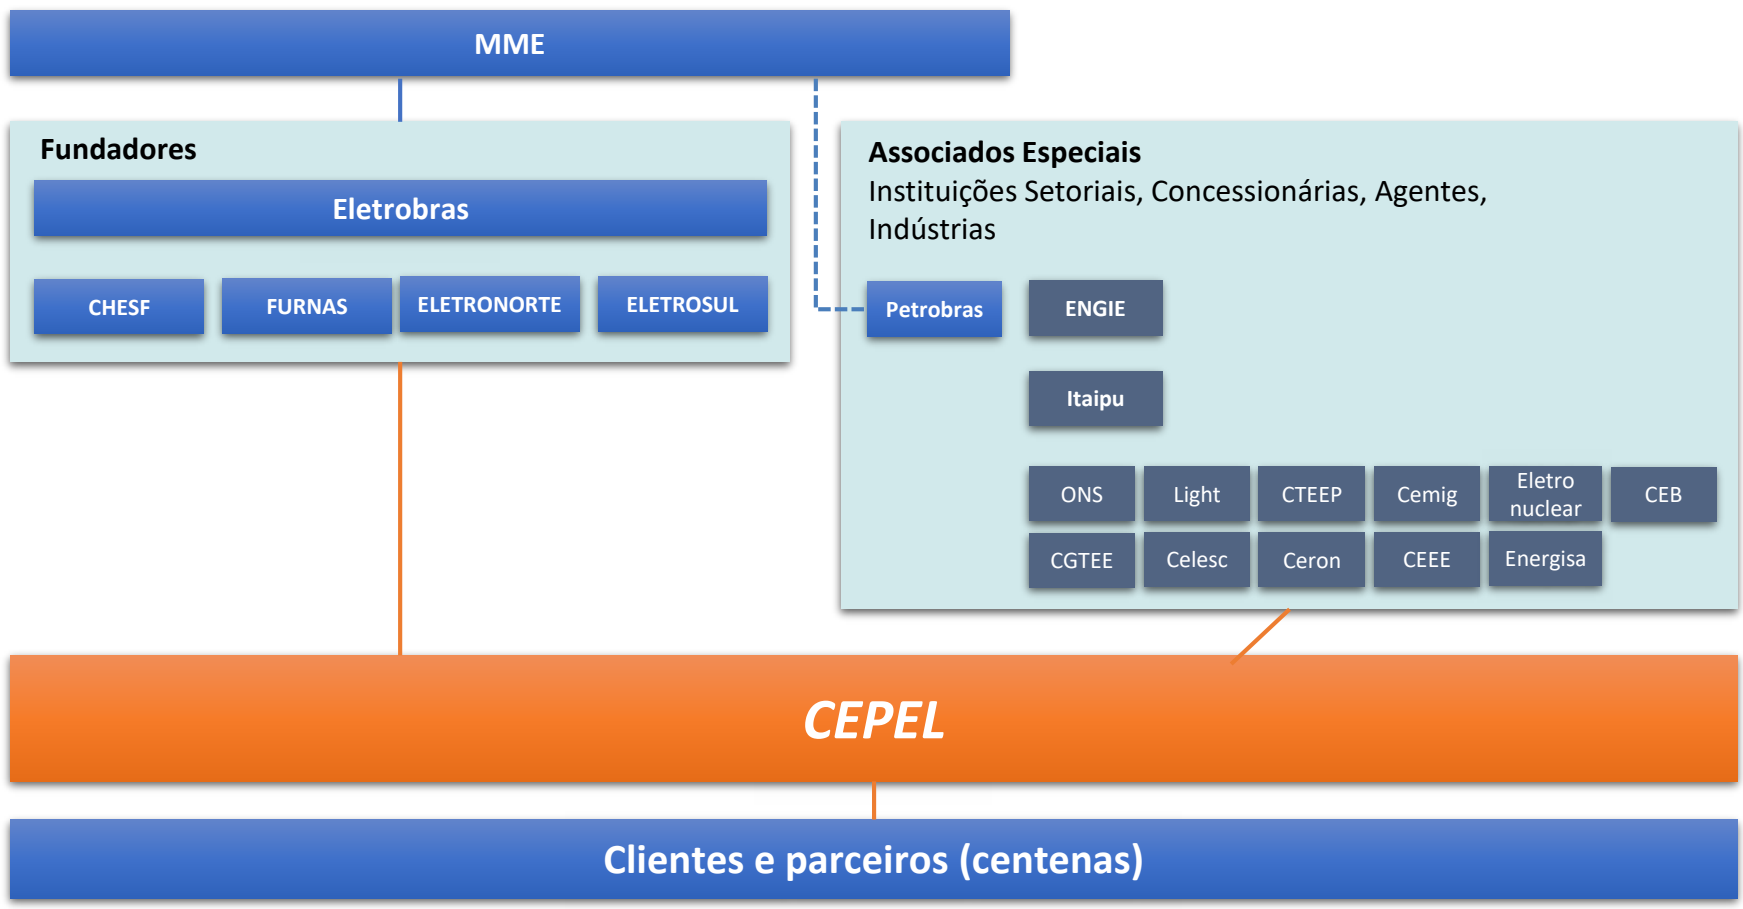 MME
Fundadores
Eletrobras
CHESF
FURNAS
ELETRONORTE
ELETROSUL
Associados Especiais
Instituições Setoriais, Concessionárias, Agentes,
Indústrias
Petrobras
ENGIE
Itaipu
ONS
Light
CTEEP
Cemig
Eletro
nuclear
CEB
CGTEE
Celesc
Ceron
CEEE
Energisa
CEPEL
Clientes e parceiros (centenas)